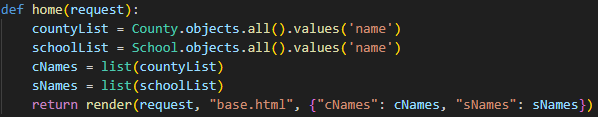 def home(request):
    countyList = County.objects.all().values('name')
    schoolList = School.objects.all().values('name')
    cNames = list(countyList)
    sNames = list(schoolList)
    return render(request, "base.html", {"cNames": cNames, "sNames": sNames})